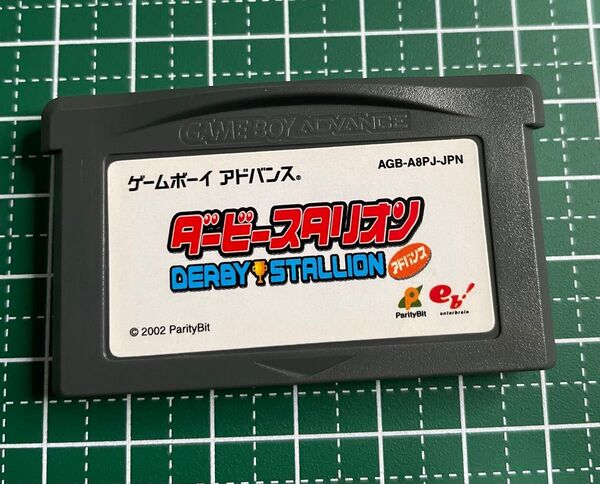 GAME BOY ADVANCE
ゲームボーイ アドバンス®
AGB-A8PJ-JPN
ダービースタリオン
DERBY STALLION
アドバンス
ParityBit
eb!
enterbrain
© 2002 ParityBit